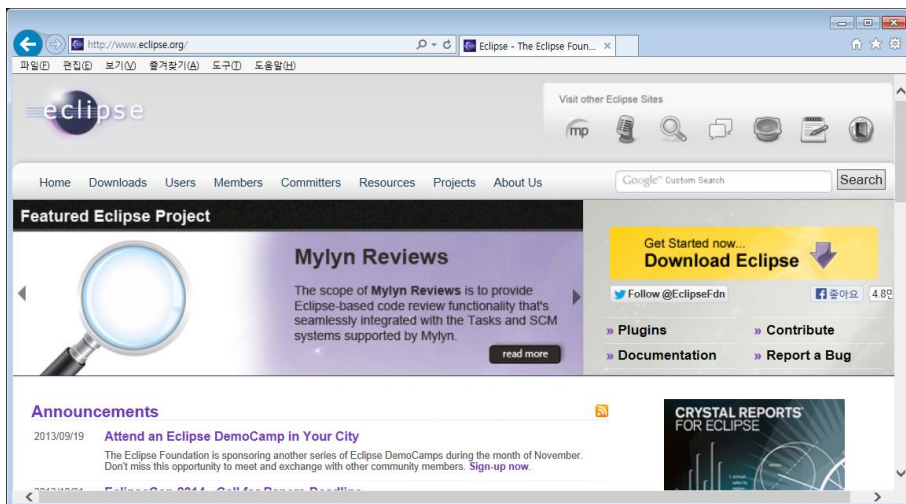 http://www.eclipse.org/
Eclipse - The Eclipse Foun...
파일(F) 편집(E) 보기(V) 즐겨찾기(A) 도구(T) 도움말(H)
eclipse
Visit other Eclipse Sites
mp
Home Downloads Users Members Committers Resources Projects About Us
Google™ Custom Search
Search
Featured Eclipse Project
Mylyn Reviews
The scope of Mylyn Reviews is to provide
Eclipse-based code review functionality that's
seamlessly integrated with the Tasks and SCM
systems supported by Mylyn.
read more
Get Started now...
Download Eclipse
Follow @EclipseFdn
좋아요 4.8만
» Plugins » Contribute
» Documentation » Report a Bug
Announcements
2013/09/19 Attend an Eclipse DemoCamp in Your City
The Eclipse Foundation is sponsoring another series of Eclipse DemoCamps during the month of November.
Don't miss this opportunity to meet and exchange with other community members. Sign-up now.
CRYSTAL REPORTS
FOR ECLIPSE